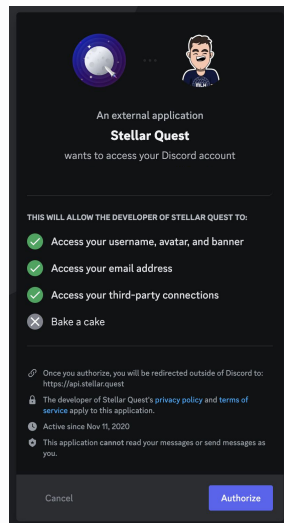 MLH
An external application
Stellar Quest
wants to access your Discord account
THIS WILL ALLOW THE DEVELOPER OF STELLAR QUEST TO:
Access your username, avatar, and banner
Access your email address
Access your third-party connections
Bake a cake
Once you authorize, you will be redirected outside of Discord to:
https://api.stellar.quest
The developer of Stellar Quest's privacy policy and terms of
service apply to this application.
Active since Nov 11, 2020
This application cannot read your messages or send messages as
you.
Cancel
Authorize